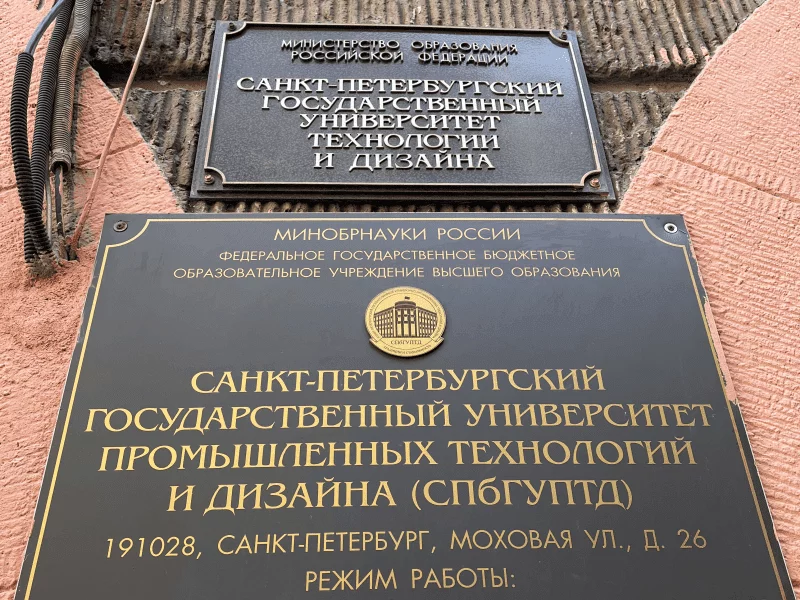 МИНИСТЕРСТВО ОБРАЗОВАНИЯ
РОССИЙСКОЙ ФЕДЕРАЦИИ
САНКТ-ПЕТЕРБУРГСКИЙ
ГОСУДАРСТВЕННЫЙ
УНИВЕРСИТЕТ
ТЕХНОЛОГИИ
И ДИЗАЙНА
МИНОБРНАУКИ РОССИИ
ФЕДЕРАЛЬНОЕ ГОСУДАРСТВЕННОЕ БЮДЖЕТНОЕ
ОБРАЗОВАТЕЛЬНОЕ УЧРЕЖДЕНИЕ ВЫСШЕГО ОБРАЗОВАНИЯ
СПбГУПТД
САНКТ-ПЕТЕРБУРГСКИЙ
ГОСУДАРСТВЕННЫЙ УНИВЕРСИТЕТ
ПРОМЫШЛЕННЫХ ТЕХНОЛОГИЙ
И ДИЗАЙНА (СПбГУПТД)
191028, САНКТ-ПЕТЕРБУРГ, МОХОВАЯ УЛ., Д. 26
РЕЖИМ РАБОТЫ: